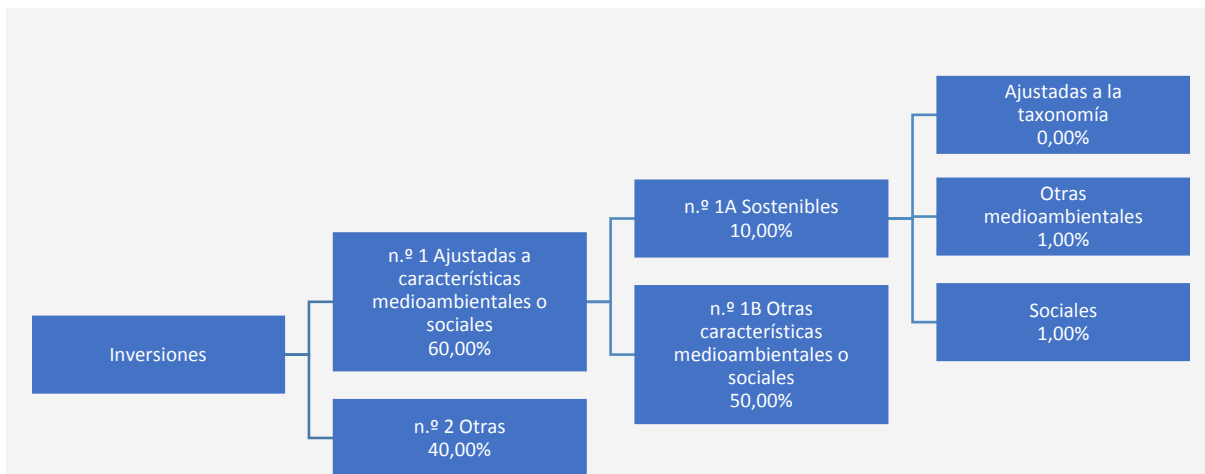 Inversiones
n.º 1 Ajustadas a
características
medioambientales o
sociales
60,00%
n.º 2 Otras
40,00%
n.º 1A Sostenibles
10,00%
n.º 1B Otras
característicás
medioambientales o
sociales
50,00%
Ajustadas a la
taxonomía
0,00%
Otras
medioambientales
1,00%
Sociales
1,00%